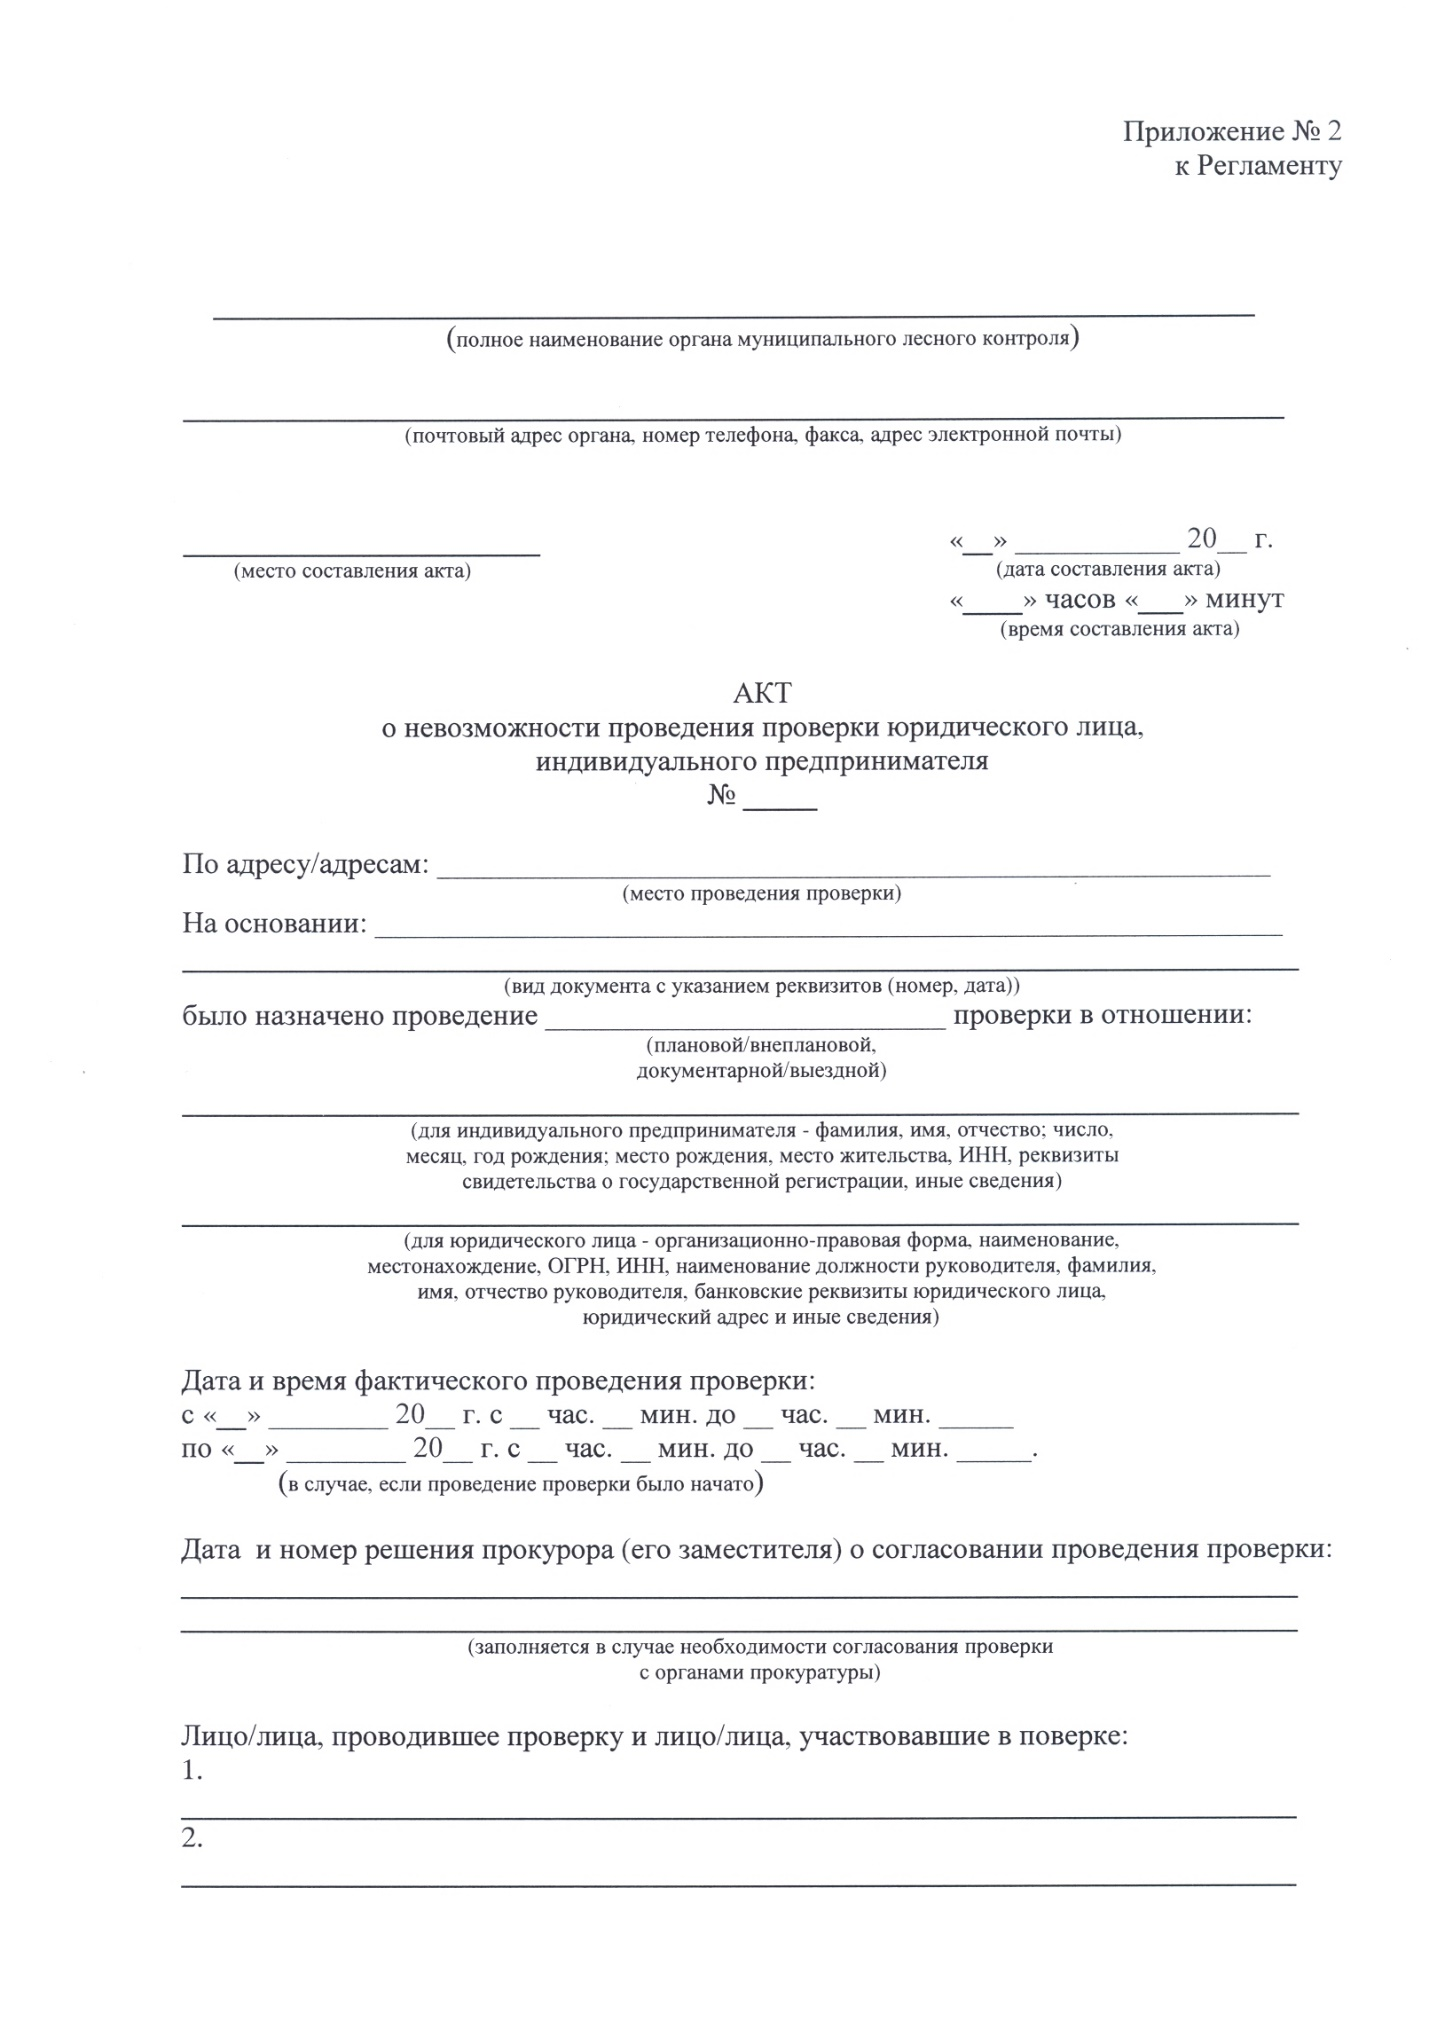 Приложение № 2
к Регламенту
(полное наименование органа муниципального лесного контроля)
(почтовый адрес органа, номер телефона, факса, адрес электронной почты)
«__» ___________ 20__ г.
(место составления акта)
(дата составления акта)
«____» часов «___» минут
(время составления акта)
АКТ
о невозможности проведения проверки юридического лица,
индивидуального предпринимателя
№ _____
По адресу/адресам: ____________________
(место проведения проверки)
На основании: ____________________
(вид документа с указанием реквизитов (номер, дата))
было назначено проведение ____________________ проверки в отношении:
(плановой/внеплановой,
документарной/выездной)
(для индивидуального предпринимателя - фамилия, имя, отчество; число,
месяц, год рождения; место рождения, место жительства, ИНН, реквизиты
свидетельства о государственной регистрации, иные сведения)
(для юридического лица - организационно-правовая форма, наименование,
местонахождение, ОГРН, ИНН, наименование должности руководителя, фамилия,
имя, отчество руководителя, банковские реквизиты юридического лица,
юридический адрес и иные сведения)
Дата и время фактического проведения проверки:
с «__» ________ 20__ г. с __ час. __ мин. до __ час. __ мин. _____
по «__» ________ 20__ г. с __ час. __ мин. до __ час. __ мин. _____.
(в случае, если проведение проверки было начато)
Дата и номер решения прокурора (его заместителя) о согласовании проведения проверки:
(заполняется в случае необходимости согласования проверки
с органами прокуратуры)
Лицо/лица, проводившее проверку и лицо/лица, участвовавшие в поверке:
1.
2.